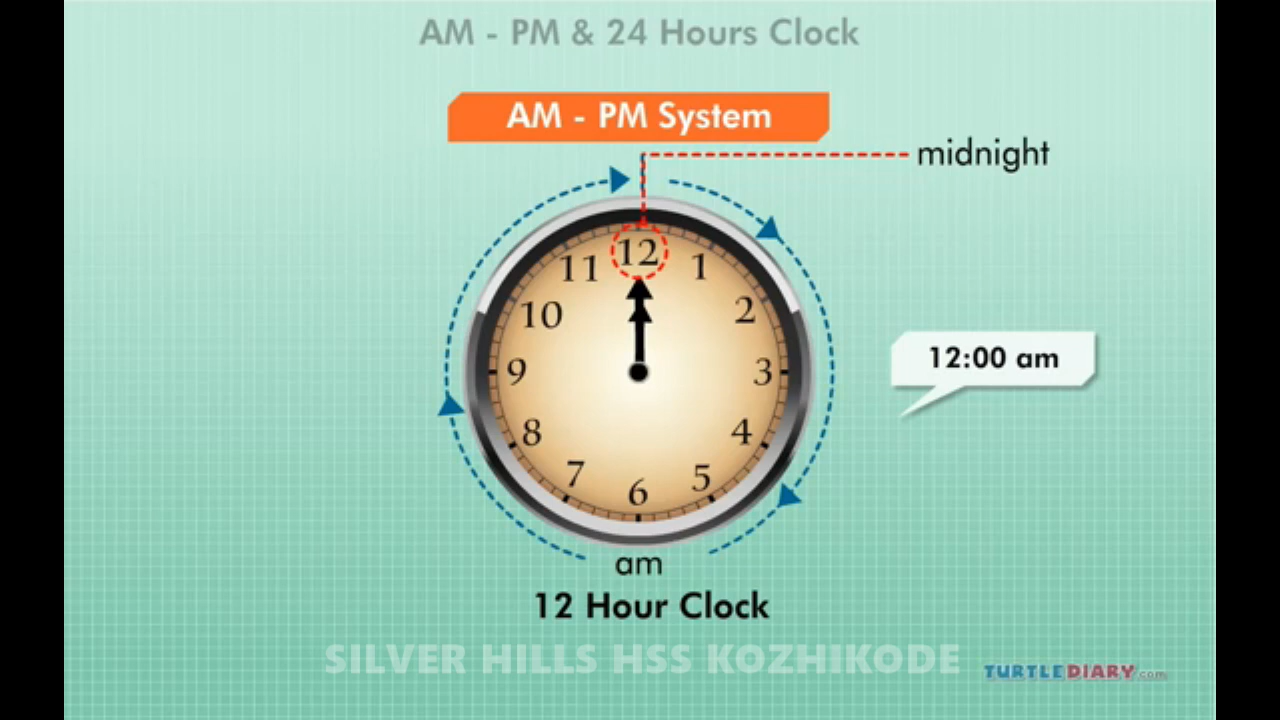 AM - PM & 24 Hours Clock
AM - PM System
midnight
12
11
1
10
2
12:00 am
9
3
8
4
7
5
6
am
12 Hour Clock
SILVER HILLS HSS KOZHIKODE
TURTLEDIARY.com